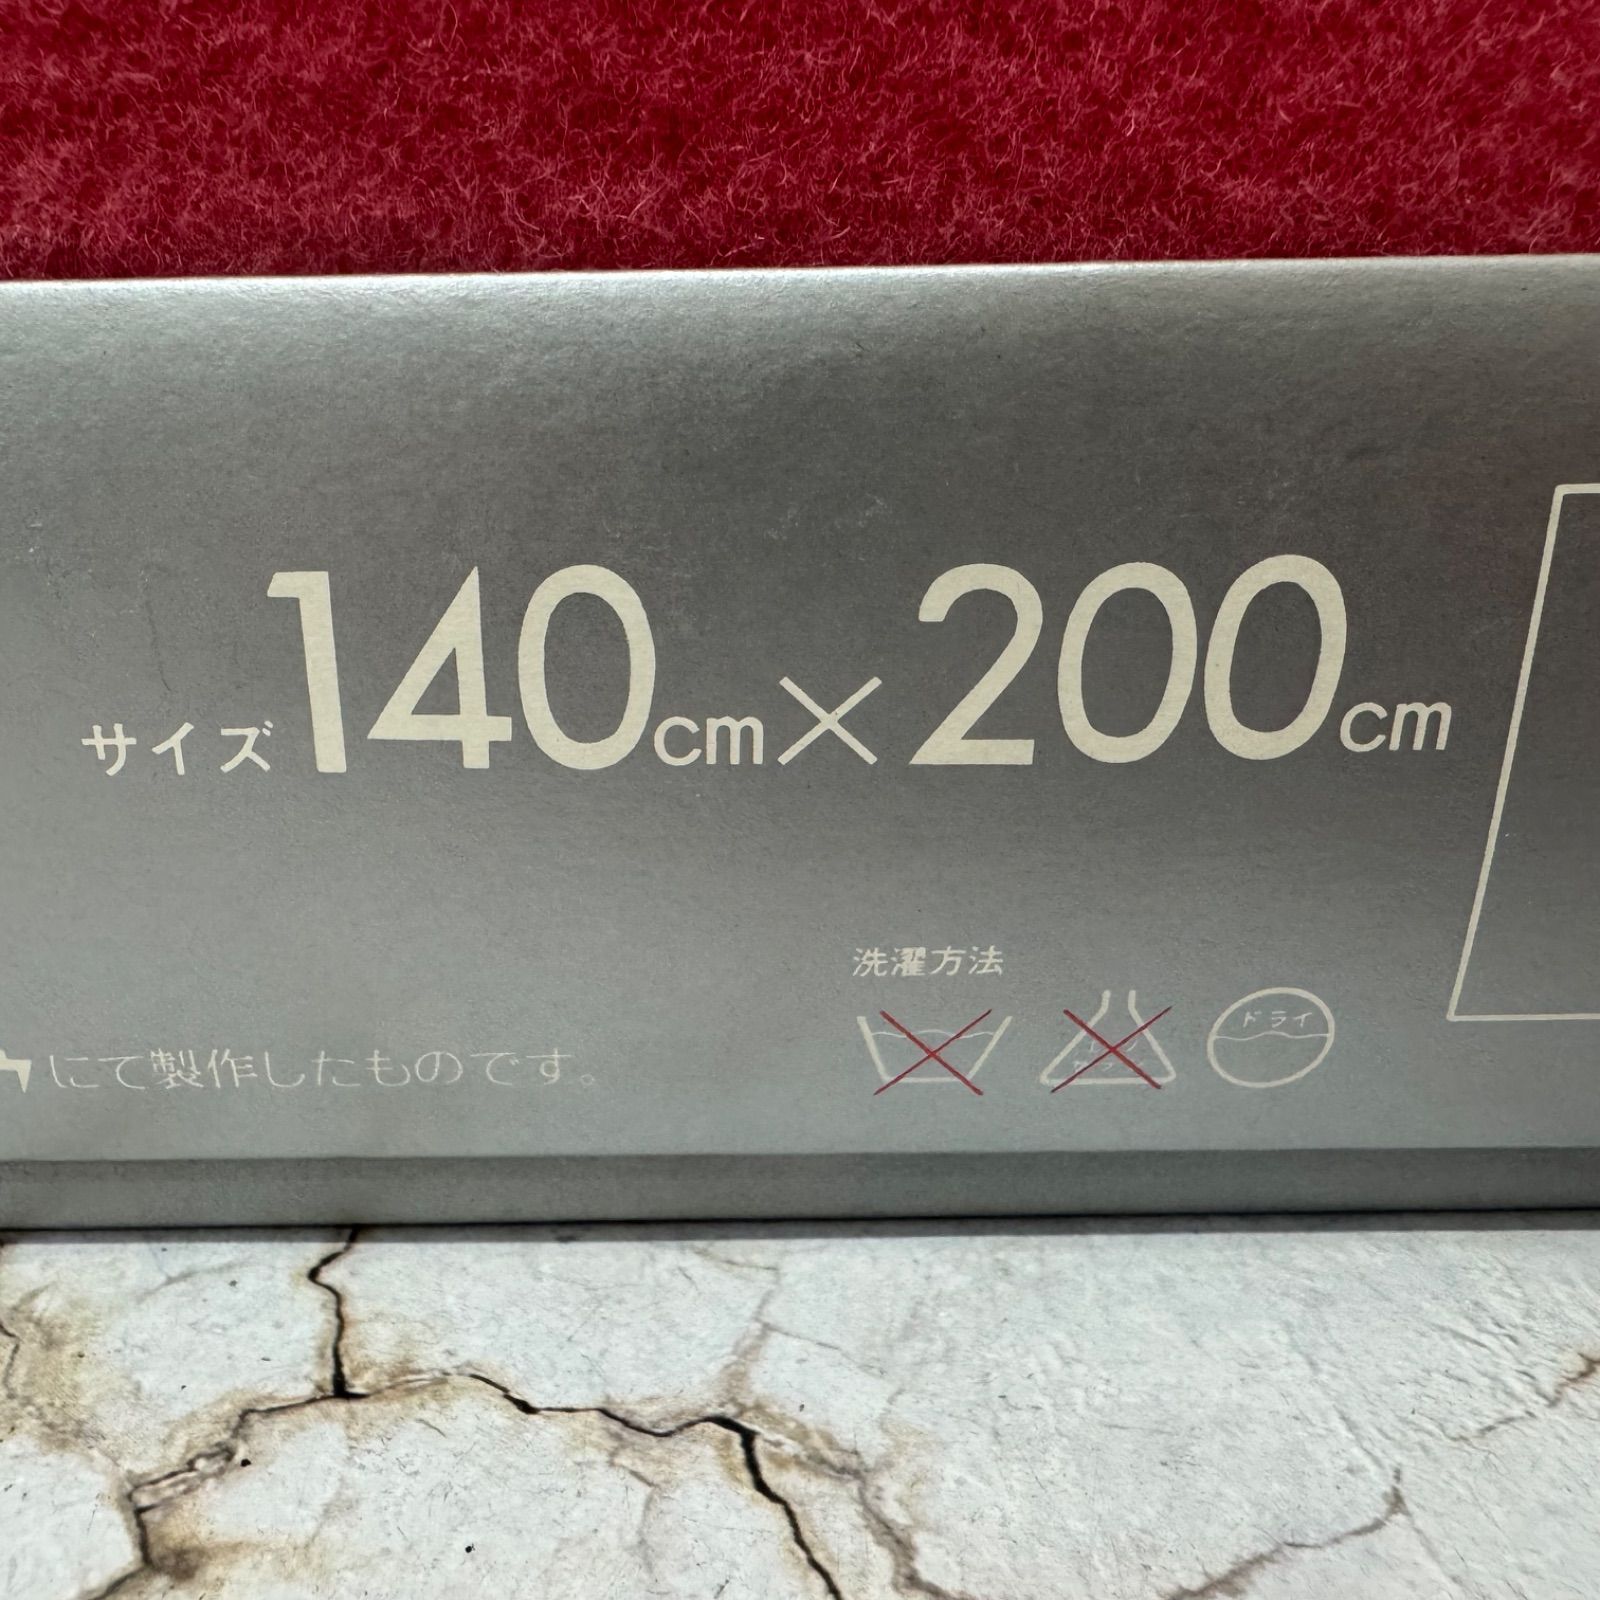 サイズ140cm×200cm
洗濯方法
ドライ
にて製作したものです。